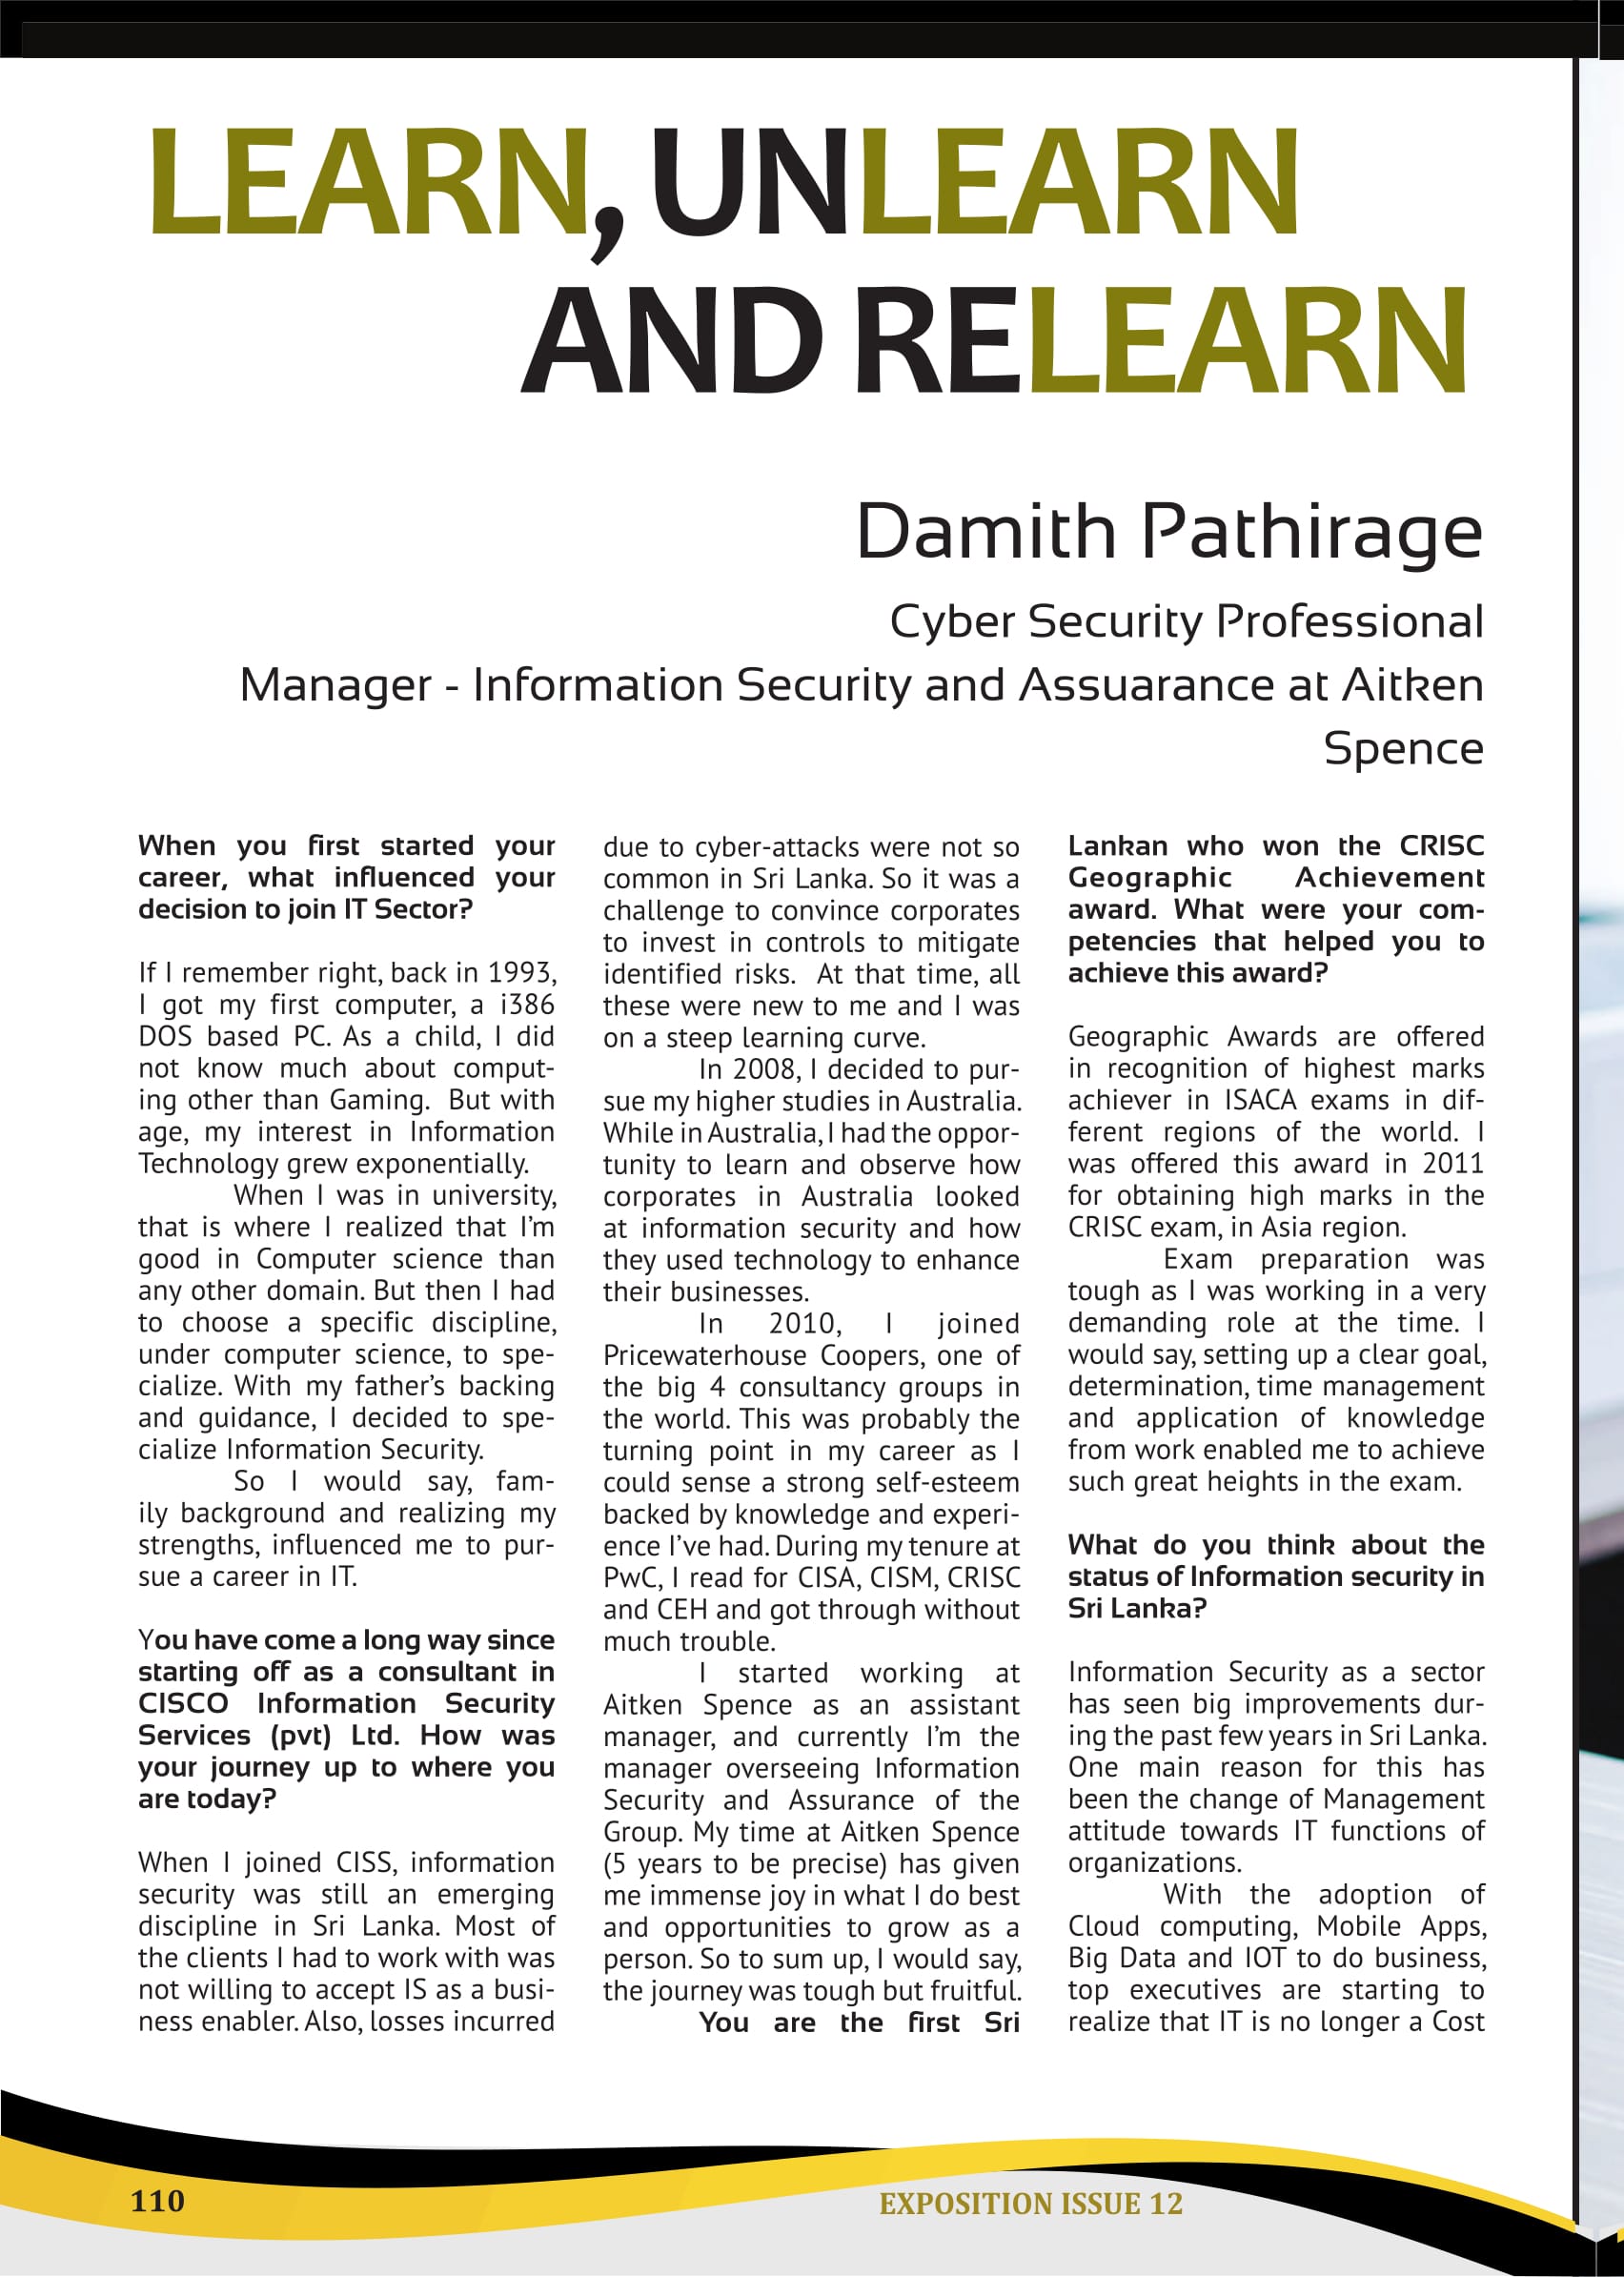 LEARN, UNLEARN
AND RELEARN
Damith Pathirage
Cyber Security Professional
Manager - Information Security and Assuarance at Aitken
Spence
When you first started your
career, what influenced your
decision to join IT Sector?
If I remember right, back in 1993,
I got my first computer, a i386
DOS based PC. As a child, I did
not know much about comput-
ing other than Gaming. But with
age, my interest in Information
Technology grew exponentially.
When I was in university,
that is where I realized that I'm
good in Computer science than
any other domain. But then I had
to choose a specific discipline,
under computer science, to spe-
cialize. With my father's backing
and guidance, I decided to spe-
cialize Information Security.
So I would say, fam-
ily background and realizing my
strengths, influenced me to pur-
sue a career in IT.
You have come a long way since
starting off as a consultant in
CISCO Information Security
Services (pvt) Ltd. How was
your journey up to where you
are today?
When I joined CISS, information
security was still an emerging
discipline in Sri Lanka. Most of
the clients I had to work with was
not willing to accept IS as a busi-
ness enabler. Also, losses incurred
due to cyber-attacks were not so
common in Sri Lanka. So it was a
challenge to convince corporates
to invest in controls to mitigate
identified risks. At that time, all
these were new to me and I was
on a steep learning curve.
In 2008, I decided to pur-
sue my higher studies in Australia.
While in Australia, I had the oppor-
tunity to learn and observe how
corporates in Australia looked
at information security and how
they used technology to enhance
their businesses.
In 2010, I joined
Pricewaterhouse Coopers, one of
the big 4 consultancy groups in
the world. This was probably the
turning point in my career as I
could sense a strong self-esteem
backed by knowledge and experi-
ence I've had. During my tenure at
PwC, I read for CISA, CISM, CRISC
and CEH and got through without
much trouble.
I started working at
Aitken Spence as an assistant
manager, and currently I'm the
manager overseeing Information
Security and Assurance of the
Group. My time at Aitken Spence
(5 years to be precise) has given
me immense joy in what I do best
and opportunities to grow as a
person. So to sum up, I would say,
the journey was tough but fruitful.
You are the first Sri
Lankan who won the CRISC
Geographic Achievement
award. What were your com-
petencies that helped you to
achieve this award?
Geographic Awards are offered
in recognition of highest marks
achiever in ISACA exams in dif-
ferent regions of the world. I
was offered this award in 2011
for obtaining high marks in the
CRISC exam, in Asia region.
Exam preparation was
tough as I was working in a very
demanding role at the time. I
would say, setting up a clear goal,
determination, time management
and application of knowledge
from work enabled me to achieve
such great heights in the exam.
What do you think about the
status of Information security in
Sri Lanka?
Information Security as a sector
has seen big improvements dur-
ing the past few years in Sri Lanka.
One main reason for this has
been the change of Management
attitude towards IT functions of
organizations.
With the adoption of
Cloud computing, Mobile Apps,
Big Data and IOT to do business,
top executives are starting to
realize that IT is no longer a Cost
110
EXPOSITION ISSUE 12